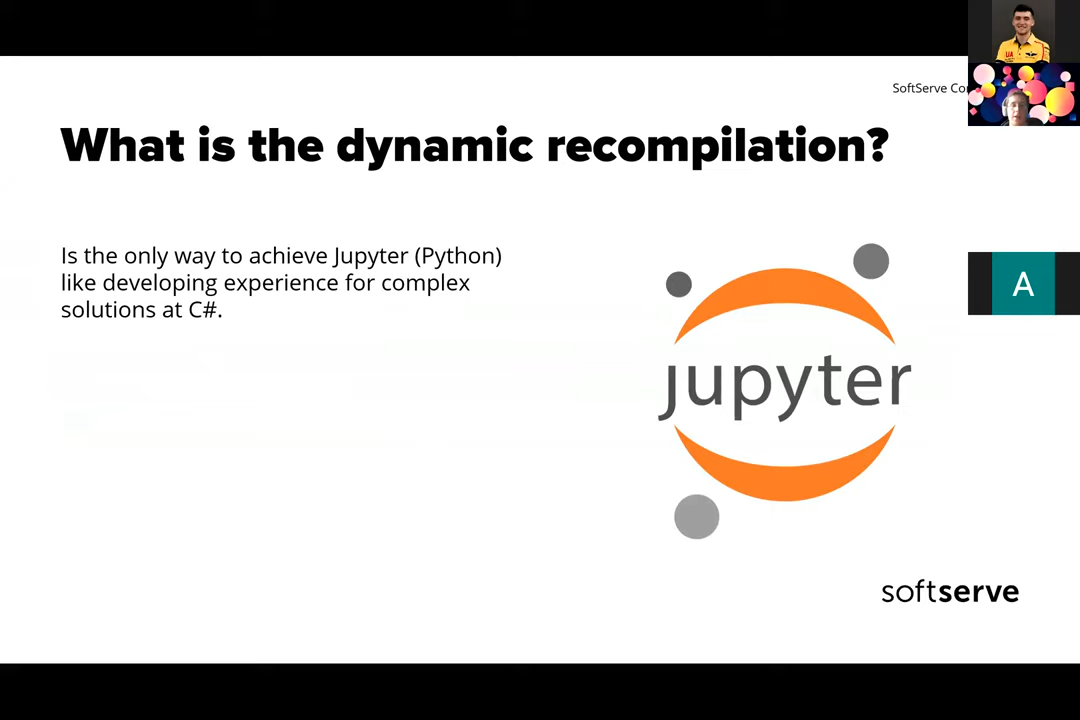 SoftServe
What is the dynamic recompilation?
Is the only way to achieve Jupyter (Python)
like developing experience for complex
solutions at C#.
jupyter
A
softserve
UA